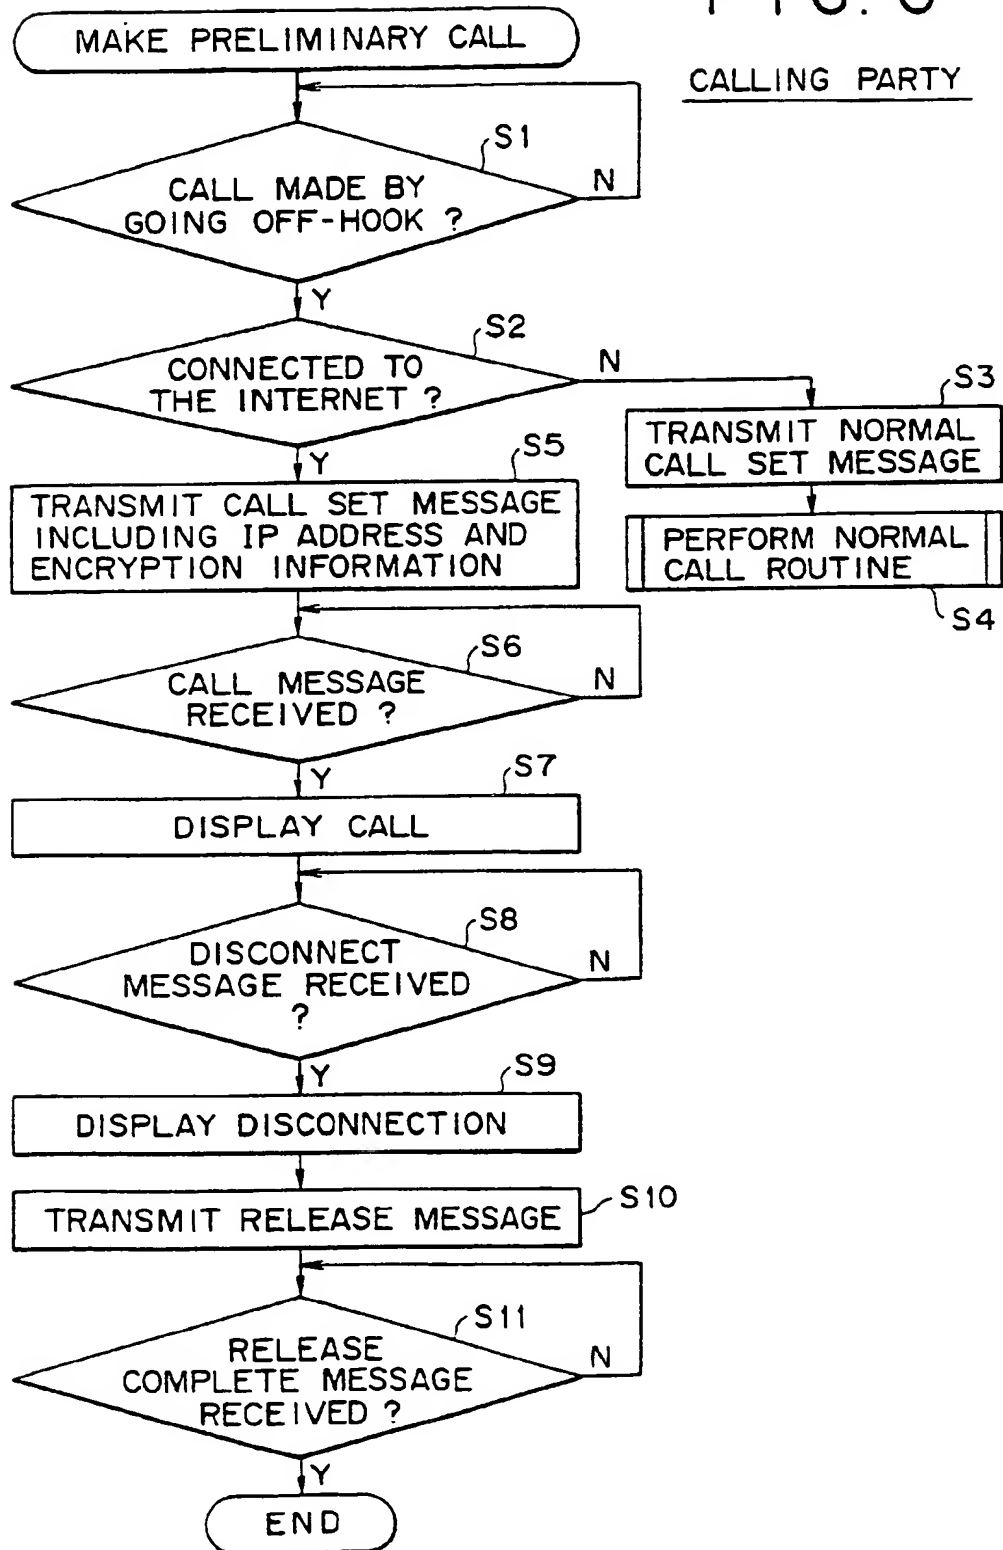 MAKE PRELIMINARY CALL
CALLING PARTY
S1
CALL MADE BY
GOING OFF-HOOK ?
N
Y
S2
CONNECTED TO
THE INTERNET ?
N
Y
S3
TRANSMIT NORMAL
CALL SET MESSAGE
PERFORM NORMAL
CALL ROUTINE
S4
S5
TRANSMIT CALL SET MESSAGE
INCLUDING IP ADDRESS AND
ENCRYPTION INFORMATION
S6
CALL MESSAGE
RECEIVED ?
N
Y
S7
DISPLAY CALL
S8
DISCONNECT
MESSAGE RECEIVED
?
N
Y
S9
DISPLAY DISCONNECTION
TRANSMIT RELEASE MESSAGE
S10
S11
RELEASE
COMPLETE MESSAGE
RECEIVED ?
N
Y
END